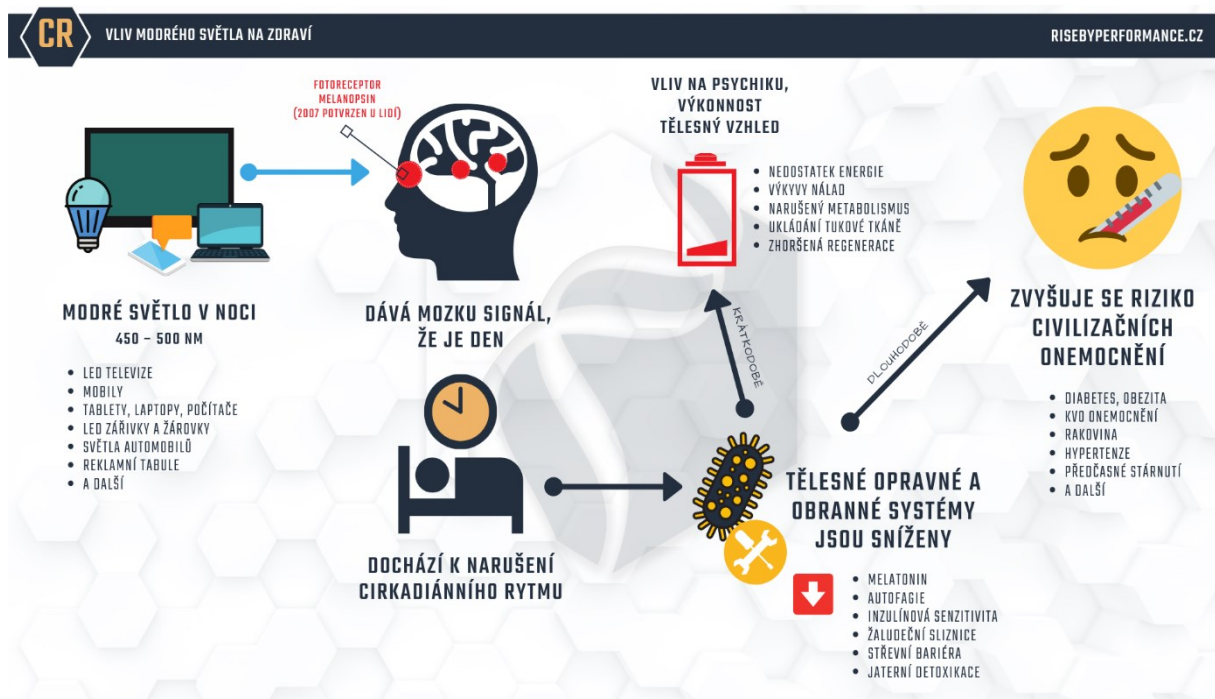 CR
VLIV MODRÉHO SVĚTLA NA ZDRAVÍ
RISEBYPERFORMANCE.CZ
FOTORECEPTOR
MELANOPSIN
(2007 POTVRZEN U LIDÍ)
MODRÉ SVĚTLO V NOCI
450 – 500 NM
• LED TELEVIZE
• MOBILY
• TABLETY, LAPTOPY, POČÍTAČE
• LED ZÁŘIVKY A ŽÁROVKY
• SVĚTLA AUTOMOBILŮ
• REKLAMNÍ TABULE
• A DALŠÍ
DÁVÁ MOZKU SIGNÁL,
ŽE JE DEN
DOCHÁZÍ K NARUŠENÍ
CIRKADIÁNNÍHO RYTMU
VLIV NA PSYCHIKU,
VÝKONNOST
TĚLESNÝ VZHLED
• NEDOSTATEK ENERGIE
• VÝKYVY NÁLAD
• NARUŠENÝ METABOLISMUS
• UKLÁDÁNÍ TUKOVÉ TKÁNĚ
• ZHORŠENÁ REGENERACE
KRÁTKODOBÉ
DLOUHODOBÉ
TĚLESNÉ OPRAVNÉ A
OBRANNÉ SYSTÉMY
JSOU SNÍŽENY
• MELATONIN
• AUTOFAGIE
• INZULÍNOVÁ SENZITIVITA
• ŽALUDEČNÍ SLIZNICE
• STŘEVNÍ BARIÉRA
• JATERNÍ DETOXIKACE
ZVYŠUJE SE RIZIKO
CIVILIZAČNÍCH
ONEMOCNĚNÍ
• DIABETES, OBEZITA
• KVO ONEMOCNĚNÍ
• RAKOVINA
• HYPERTENZE
• PŘEDČASNÉ STÁRNUTÍ
• A DALŠÍ